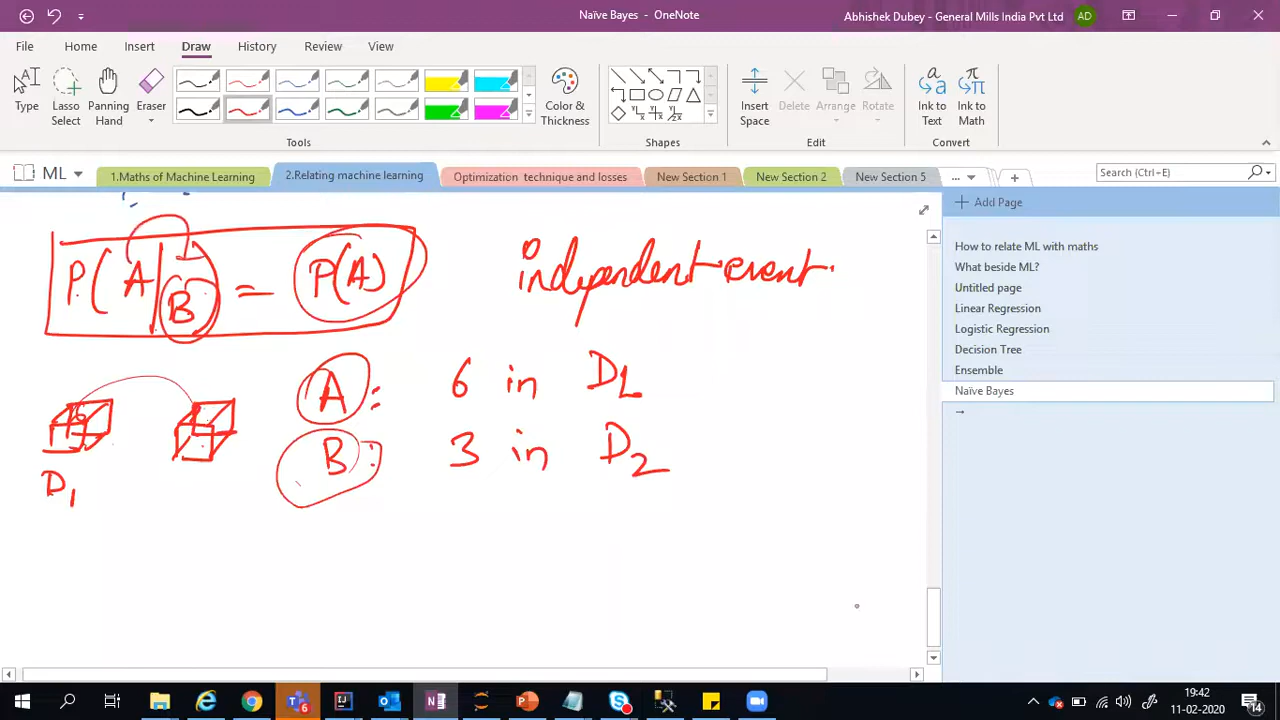 Naïve Bayes - OneNote
Abhishek Dubey - General Mills India Pvt Ltd AD
File Home Insert Draw History Review View
Type Lasso Select Panning Hand Eraser Color & Thickness Insert Space Delete Arrange Rotate Ink to Text Ink to Math
Tools Shapes Edit Convert
ML 1.Maths of Machine Learning 2.Relating machine learning Optimization technique and losses New Section 1 New Section 2 New Section 5 ... Search (Ctrl+E)
Add Page
How to relate ML with maths
What beside ML?
Untitled page
Linear Regression
Logistic Regression
Decision Tree
Ensemble
Naïve Bayes
P(A|B) = P(A) independent event.
A: 6 in D1
B: 3 in D2
D1
19:42
11-02-2020
14